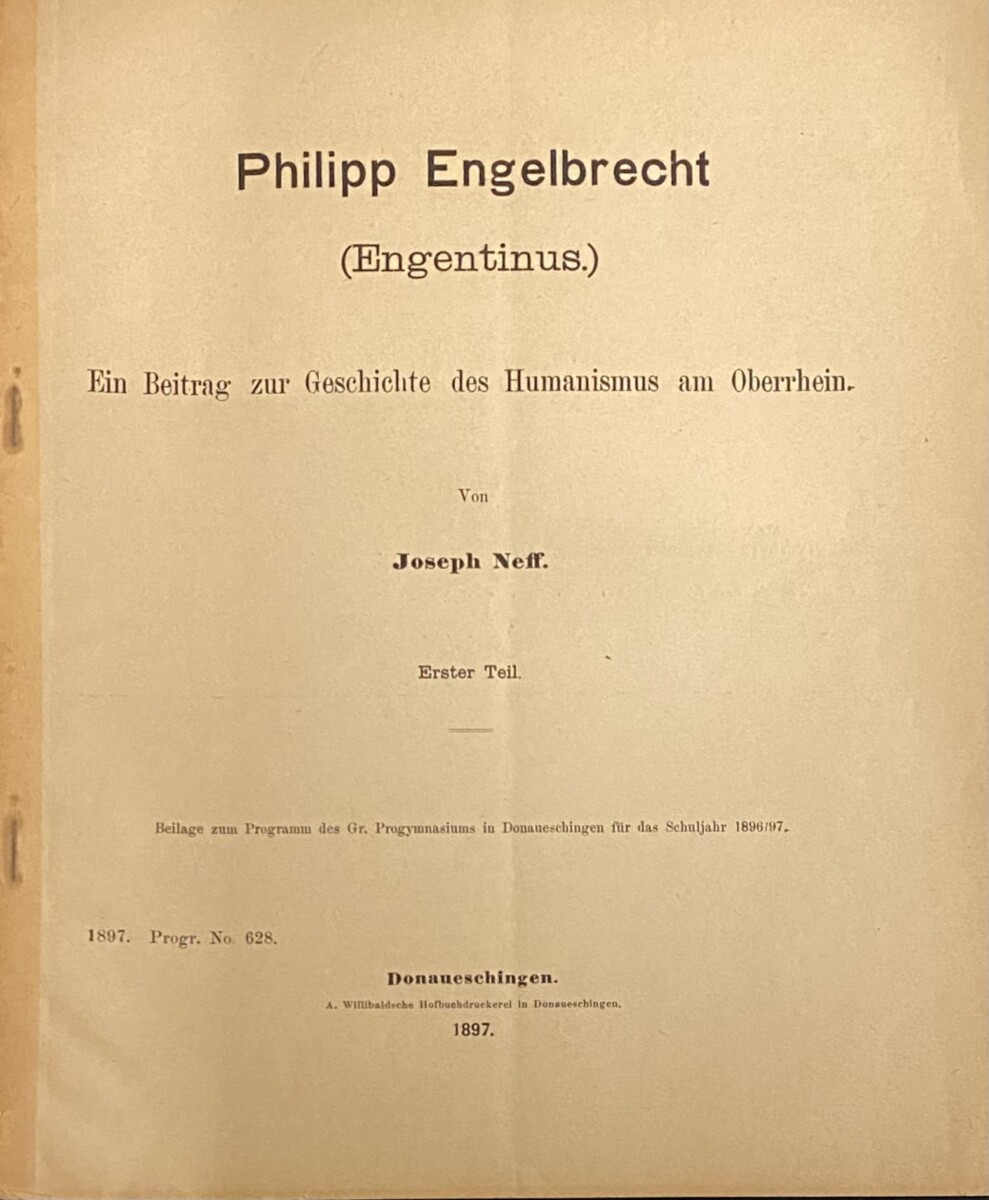 Philipp Engelbrecht
(Engentinus.)
Ein Beitrag zur Geschichte des Humanismus am Oberrhein.
Von
Joseph Neff.
Erster Teil.
Beilage zum Programm des Gr. Progymnasiums in Donaueschingen für das Schuljahr 1896/97.
1897. Progr. No. 628.
Donaueschingen.
A. Willibaldsche Hofbuchdruckerei in Donaueschingen.
1897.